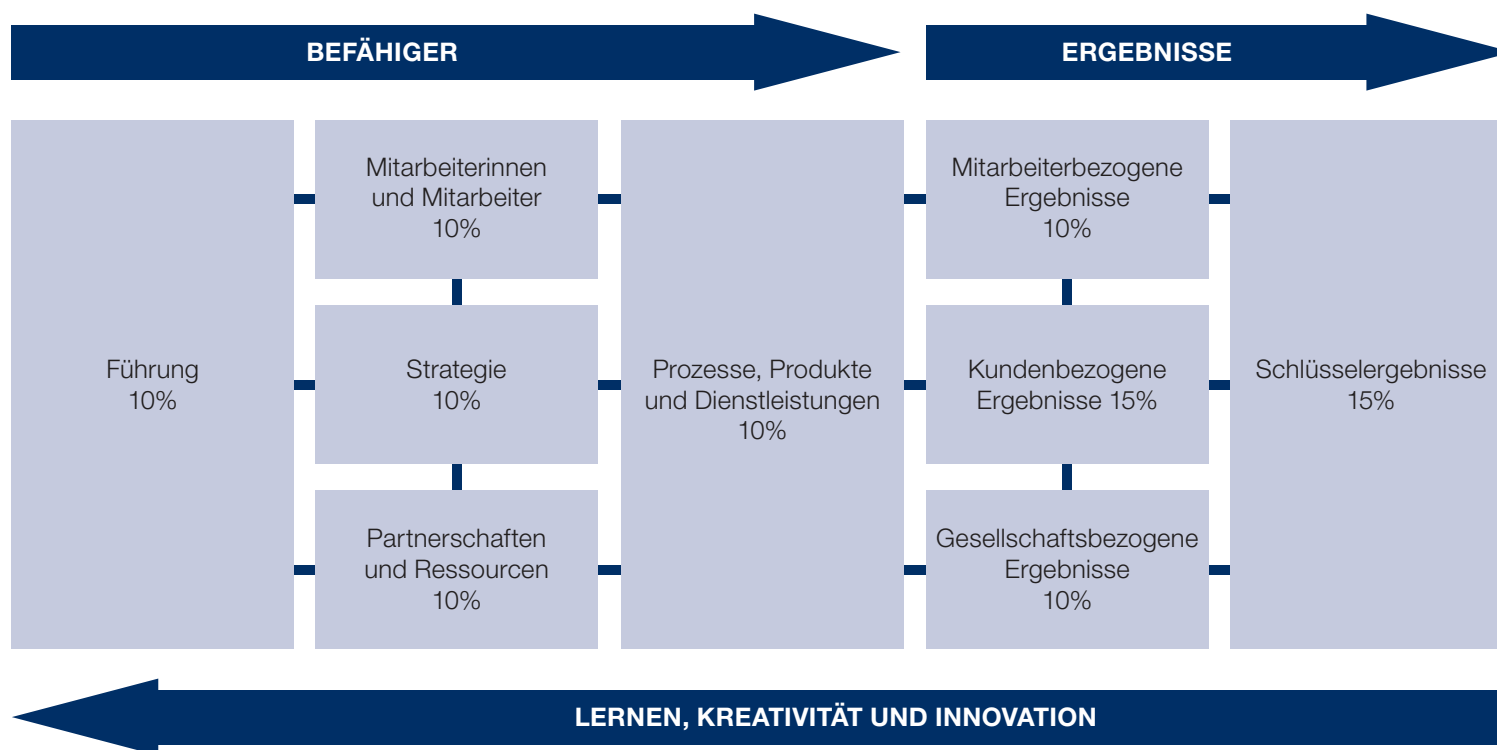 BEFÄHIGER
ERGEBNISSE
Führung
10%
Mitarbeiterinnen
und Mitarbeiter
10%
Strategie
10%
Partnerschaften
und Ressourcen
10%
Prozesse, Produkte
und Dienstleistungen
10%
Mitarbeiterbezogene
Ergebnisse
10%
Kundenbezogene
Ergebnisse 15%
Gesellschaftsbezogene
Ergebnisse
10%
Schlüsselergebnisse
15%
LERNEN, KREATIVITÄT UND INNOVATION